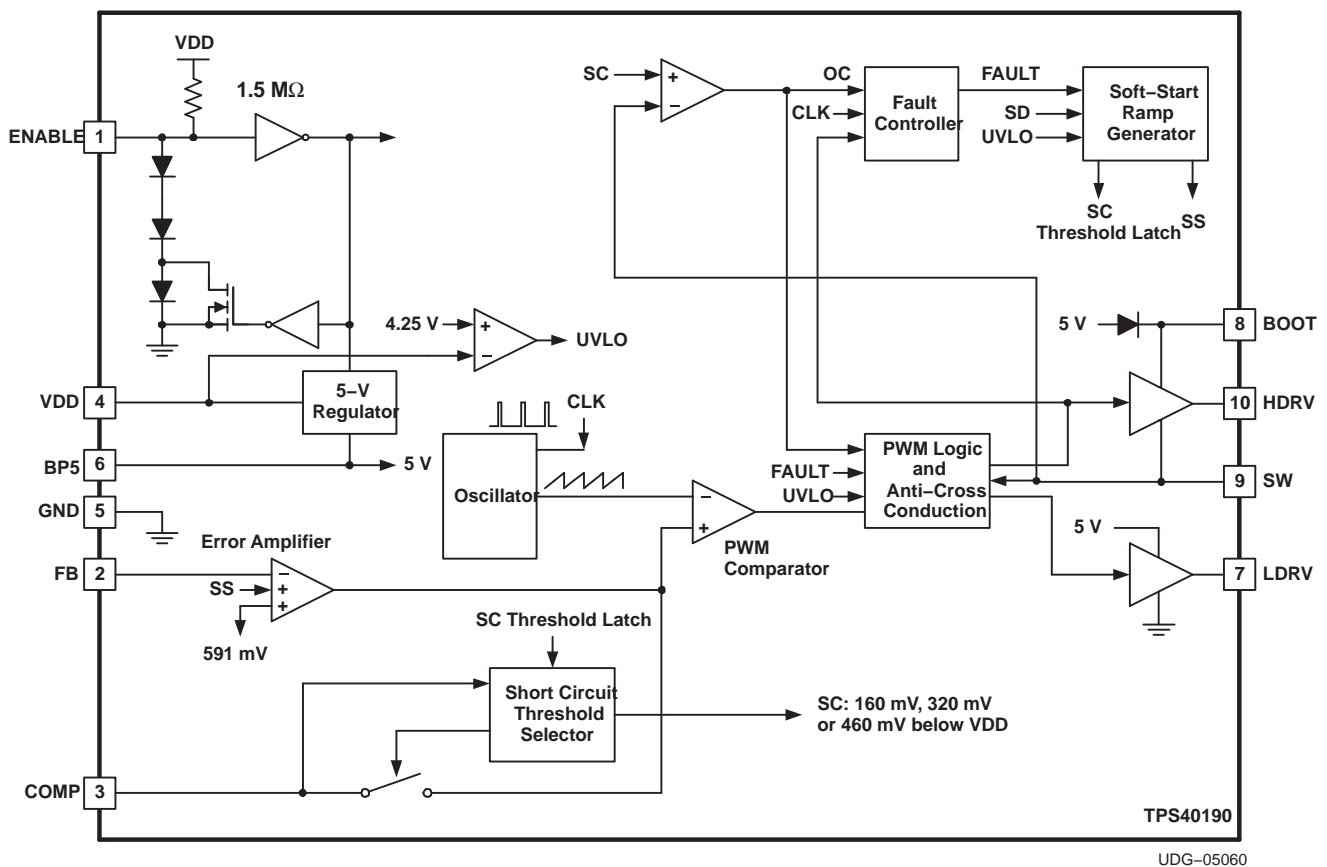 VDD
1.5 MΩ
ENABLE
1
SC
+
−
OC
CLK
Fault
Controller
FAULT
SD
UVLO
Soft−Start
Ramp
Generator
SC
Threshold Latch
SS
4.25 V
+
−
UVLO
5 V
8
BOOT
VDD
4
5−V
Regulator
10
HDRV
CLK
BP5
6
5 V
Oscillator
FAULT
UVLO
PWM Logic
and
Anti−Cross
Conduction
9
SW
GND
5
−
+
PWM
Comparator
5 V
Error Amplifier
FB
2
−
SS
+
+
591 mV
7
LDRV
SC Threshold Latch
Short Circuit
Threshold
Selector
SC: 160 mV, 320 mV
or 460 mV below VDD
COMP
3
TPS40190
UDG−05060